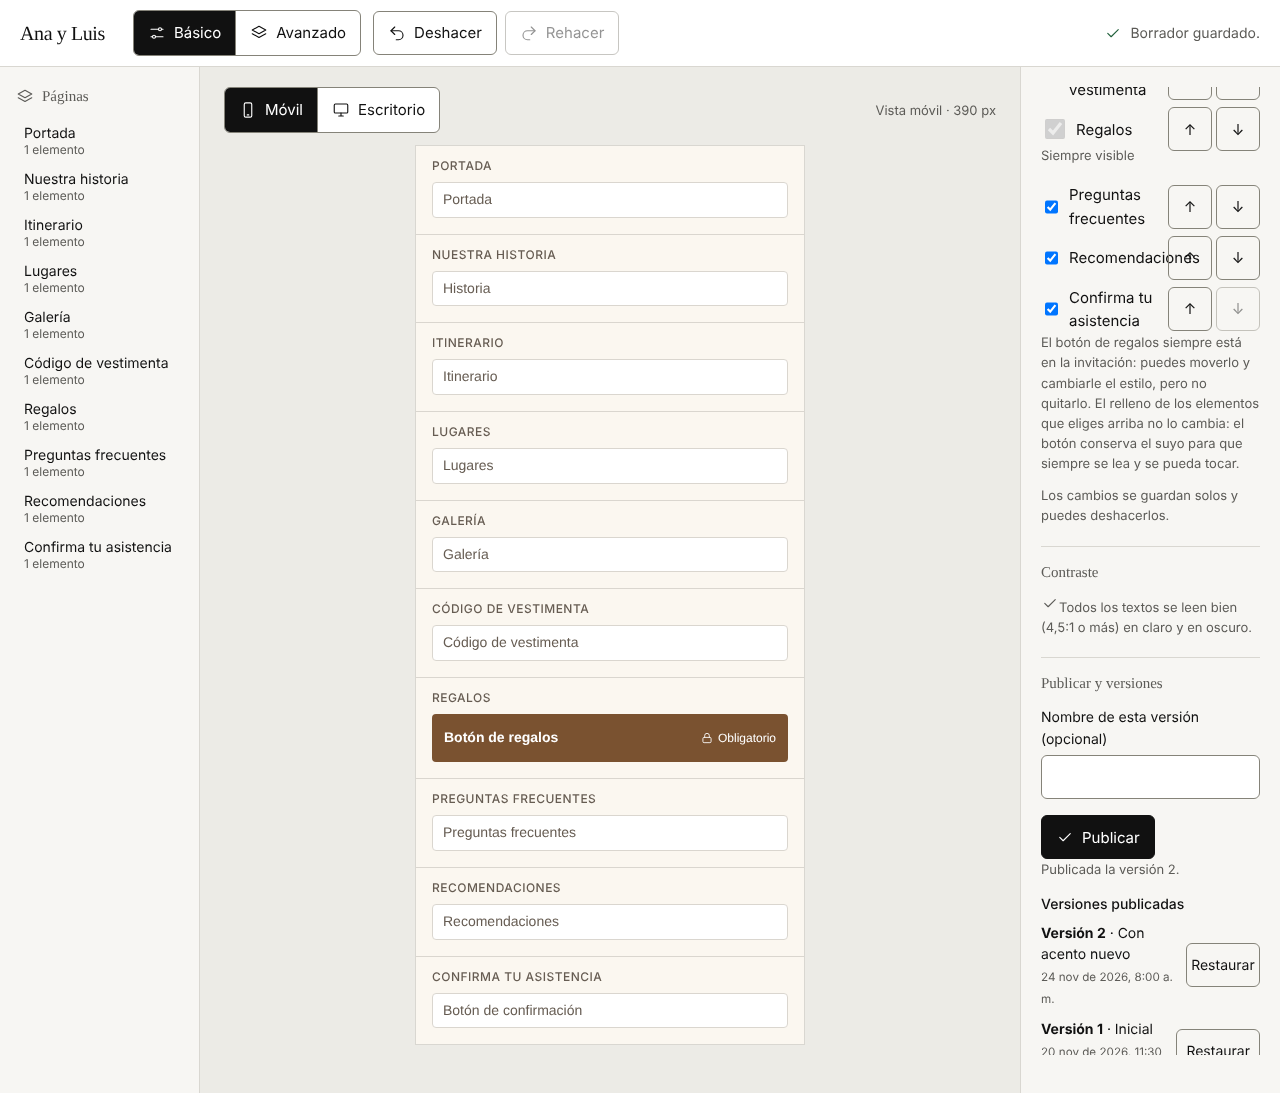 Ana y Luis
Básico
Avanzado
Deshacer
Rehacer
Borrador guardado.
Páginas
Portada
1 elemento
Nuestra historia
1 elemento
Itinerario
1 elemento
Lugares
1 elemento
Galería
1 elemento
Código de vestimenta
1 elemento
Regalos
1 elemento
Preguntas frecuentes
1 elemento
Recomendaciones
1 elemento
Confirma tu asistencia
1 elemento
Móvil
Escritorio
Vista móvil · 390 px
PORTADA
Portada
NUESTRA HISTORIA
Historia
ITINERARIO
Itinerario
LUGARES
Lugares
GALERÍA
Galería
CÓDIGO DE VESTIMENTA
Código de vestimenta
REGALOS
Botón de regalos
Obligatorio
PREGUNTAS FRECUENTES
Preguntas frecuentes
RECOMENDACIONES
Recomendaciones
CONFIRMA TU ASISTENCIA
Botón de confirmación
vestimenta
Regalos
Siempre visible
Preguntas
frecuentes
Recomendaciones
Confirma tu
asistencia
El botón de regalos siempre está
en la invitación: puedes moverlo y
cambiarle el estilo, pero no
quitarlo. El relleno de los elementos
que eliges arriba no lo cambia: el
botón conserva el suyo para que
siempre se lea y se pueda tocar.
Los cambios se guardan solos y
puedes deshacerlos.
Contraste
Todos los textos se leen bien
(4,5:1 o más) en claro y en oscuro.
Publicar y versiones
Nombre de esta versión
(opcional)
Publicar
Publicada la versión 2.
Versiones publicadas
Versión 2 · Con
acento nuevo
24 nov de 2026, 8:00 a.
m.
Restaurar
Versión 1 · Inicial
20 nov de 2026, 11:30
Restaurar